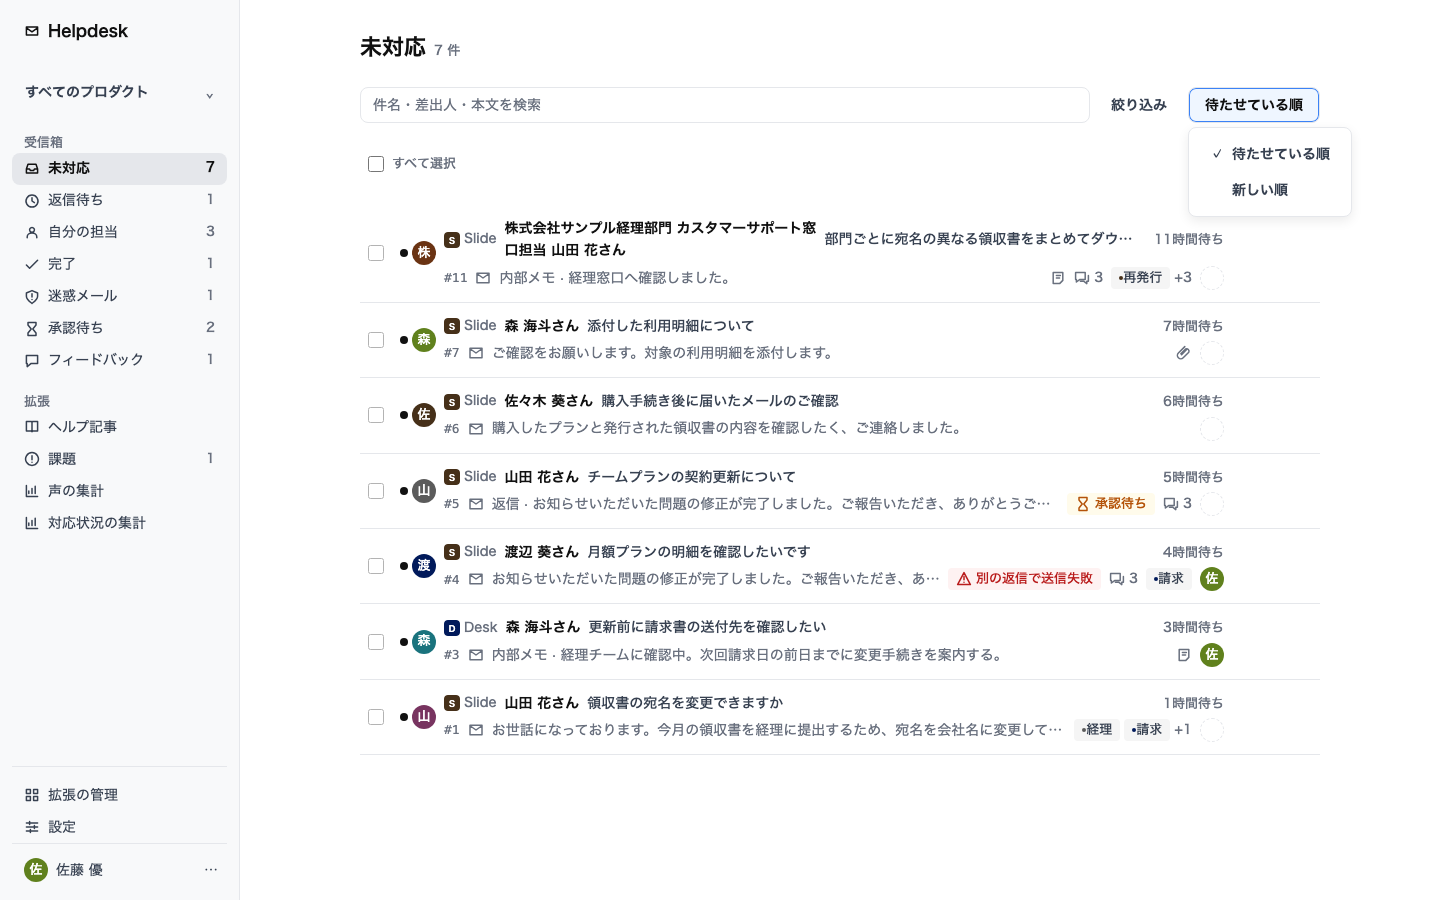 Helpdesk
すべてのプロダクト
受信箱
未対応 7
返信待ち 1
自分の担当 3
完了 1
迷惑メール 1
承認待ち 2
フィードバック 1
拡張
ヘルプ記事
課題 1
声の集計
対応状況の集計
拡張の管理
設定
佐 佐藤 優 …
未対応 7 件
件名・差出人・本文を検索 絞り込み 待たせている順
✓ 待たせている順
新しい順
すべて選択
株 S Slide 株式会社サンプル経理部門 カスタマーサポート窓
口担当 山田 花さん 部門ごとに宛名の異なる領収書をまとめてダウ… 11時間待ち
#11 内部メモ · 経理窓口へ確認しました。 3 •再発行 +3
森 S Slide 森 海斗さん 添付した利用明細について 7時間待ち
#7 ご確認をお願いします。対象の利用明細を添付します。
佐 S Slide 佐々木 葵さん 購入手続き後に届いたメールのご確認 6時間待ち
#6 購入したプランと発行された領収書の内容を確認したく、ご連絡しました。
山 S Slide 山田 花さん チームプランの契約更新について 5時間待ち
#5 返信 · お知らせいただいた問題の修正が完了しました。ご報告いただき、ありがとうご… 承認待ち 3
渡 S Slide 渡辺 葵さん 月額プランの明細を確認したいです 4時間待ち
#4 お知らせいただいた問題の修正が完了しました。ご報告いただき、あ… 別の返信で送信失敗 3 •請求 佐
森 D Desk 森 海斗さん 更新前に請求書の送付先を確認したい 3時間待ち
#3 内部メモ · 経理チームに確認中。次回請求日の前日までに変更手続きを案内する。 佐
山 S Slide 山田 花さん 領収書の宛名を変更できますか 1時間待ち
#1 お世話になっております。今月の領収書を経理に提出するため、宛名を会社名に変更して… •経理 •請求 +1